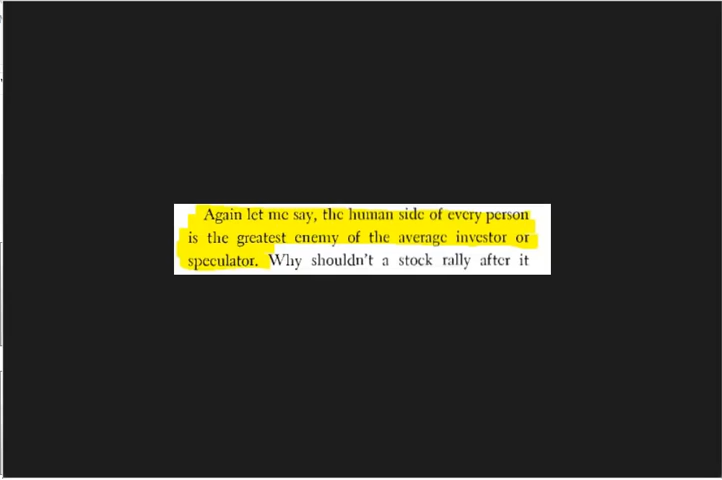 Again let me say, the human side of every person
is the greatest enemy of the average investor or
speculator. Why shouldn't a stock rally after it